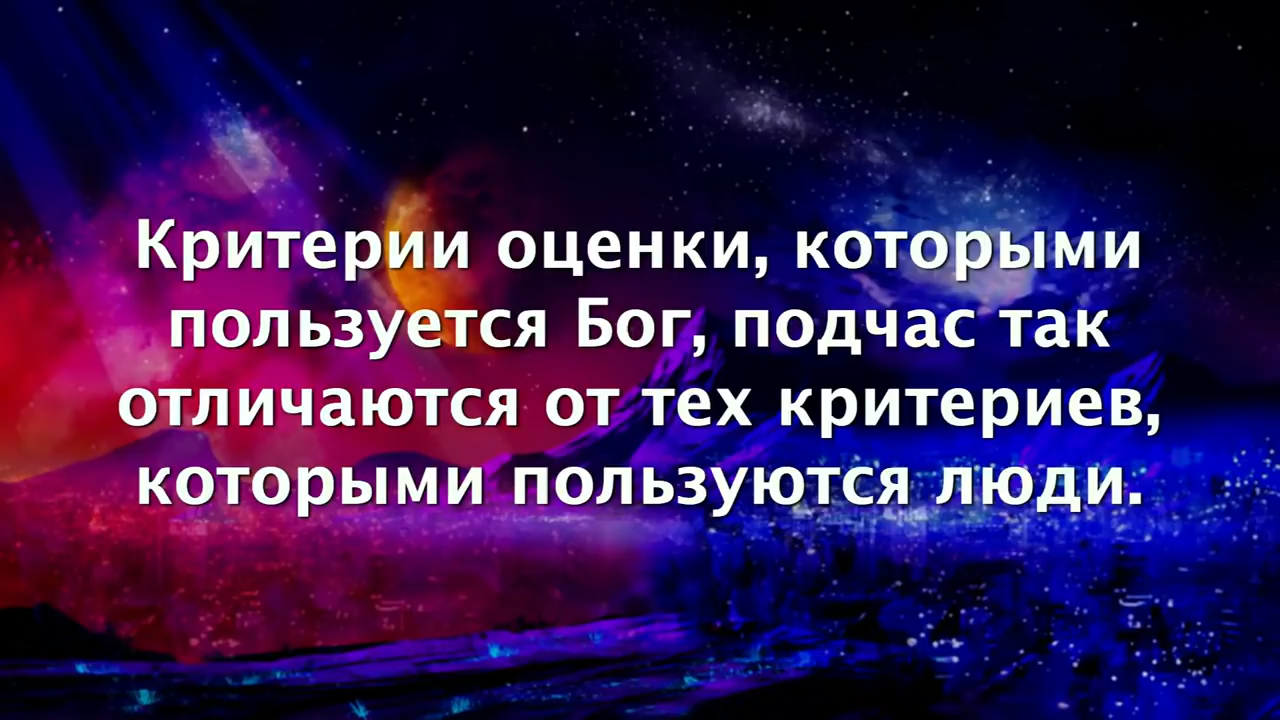 Критерии оценки, которыми
пользуется Бог, подчас так
отличаются от тех критериев,
которыми пользуются люди.